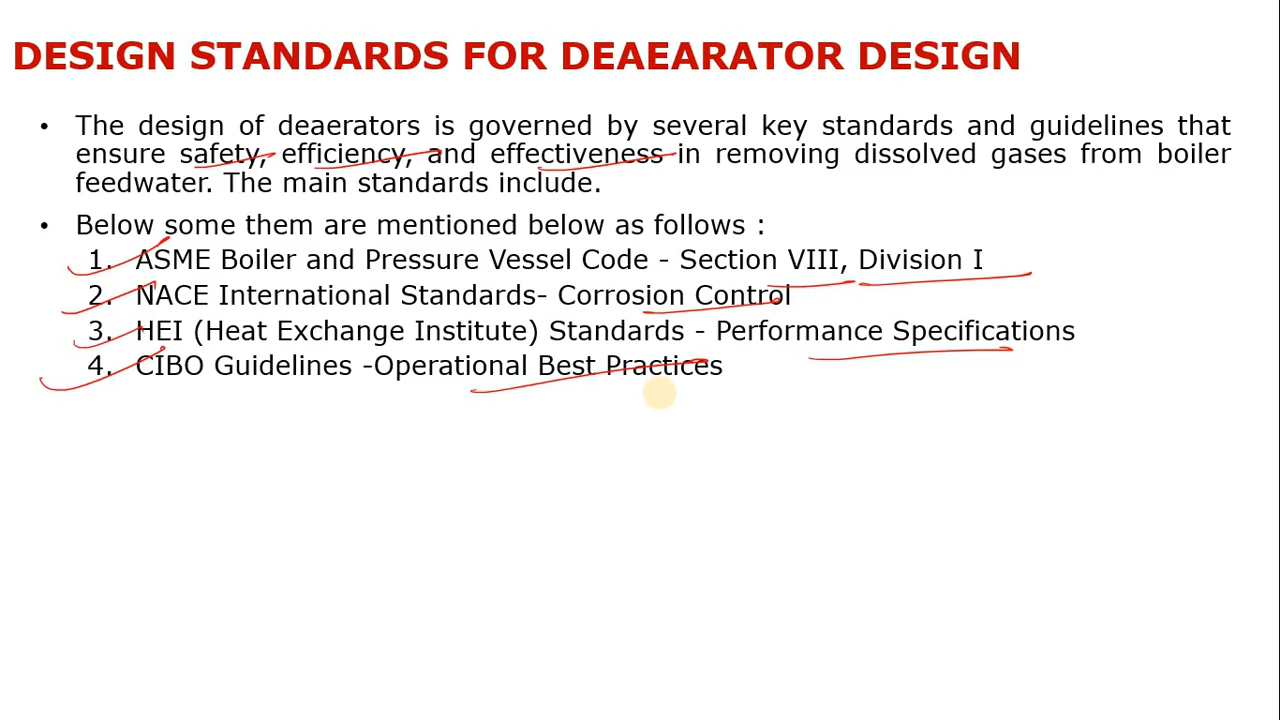 DESIGN STANDARDS FOR DEAEARATOR DESIGN
• The design of deaerators is governed by several key standards and guidelines that
ensure safety, efficiency, and effectiveness in removing dissolved gases from boiler
feedwater. The main standards include.
• Below some them are mentioned below as follows :
1. ASME Boiler and Pressure Vessel Code - Section VIII, Division I
2. NACE International Standards- Corrosion Control
3. HEI (Heat Exchange Institute) Standards - Performance Specifications
4. CIBO Guidelines -Operational Best Practices